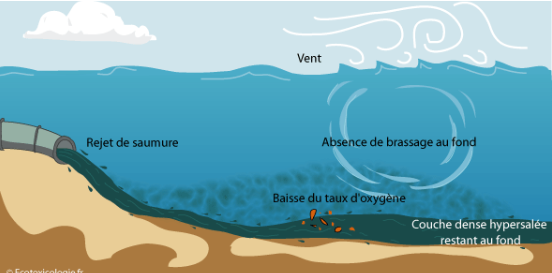 Vent
Rejet de saumure
Absence de brassage au fond
Baisse du taux d'oxygène
Couche dense hypersalée
restant au fond
© Ecotoxicologie.fr